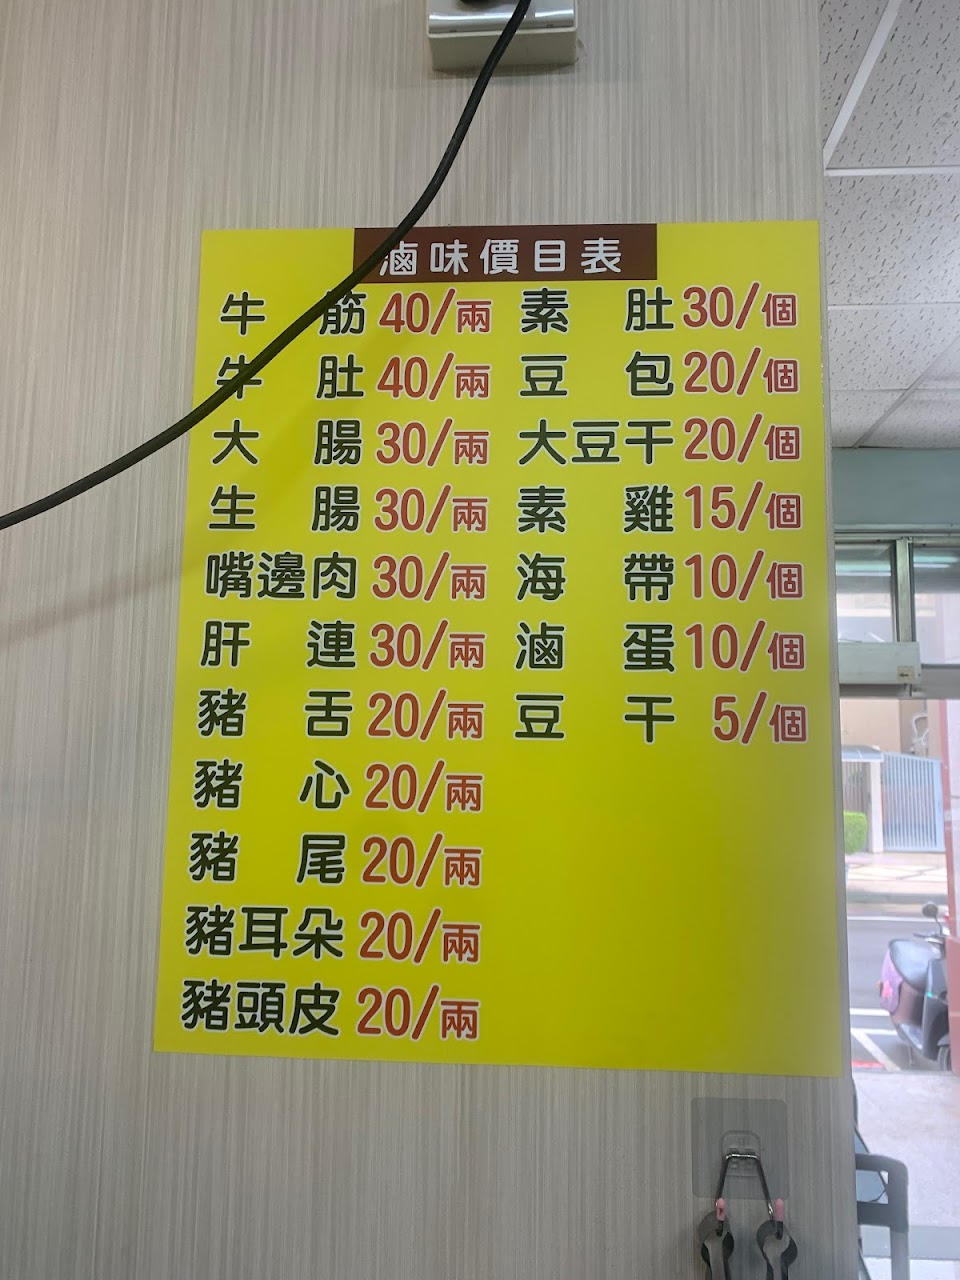 滷味價目表
牛筋 40/兩
牛肚 40/兩
大腸 30/兩
生腸 30/兩
嘴邊肉 30/兩
肝連 30/兩
豬舌 20/兩
豬心 20/兩
豬尾 20/兩
豬耳朵 20/兩
豬頭皮 20/兩
素肚 30/個
豆包 20/個
大豆干 20/個
素雞 15/個
海帶 10/個
滷蛋 10/個
豆干 5/個